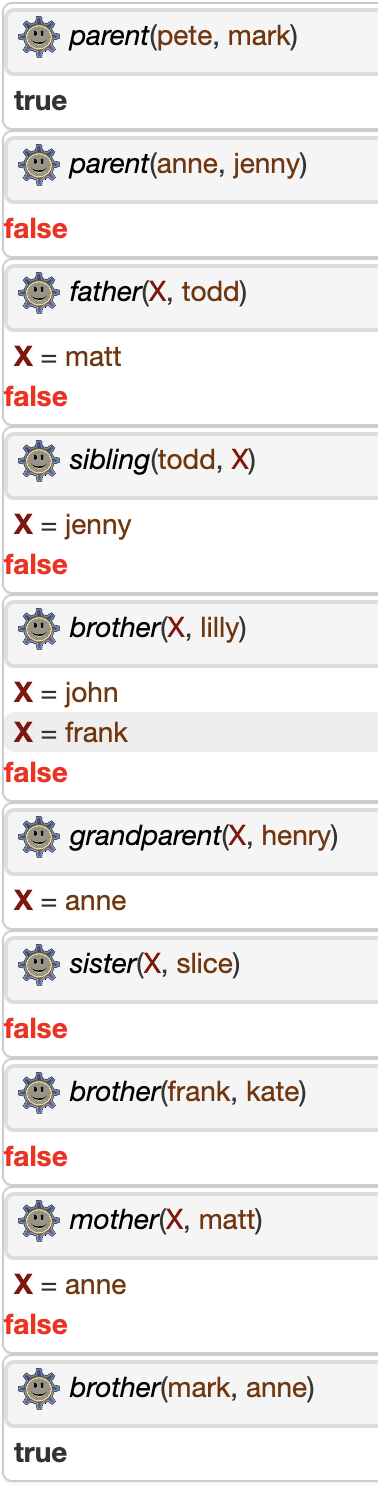 parent(pete, mark)
true
parent(anne, jenny)
false
father(X, todd)
X = matt
false
sibling(todd, X)
X = jenny
false
brother(X, lilly)
X = john
X = frank
false
grandparent(X, henry)
X = anne
sister(X, slice)
false
brother(frank, kate)
false
mother(X, matt)
X = anne
false
brother(mark, anne)
true